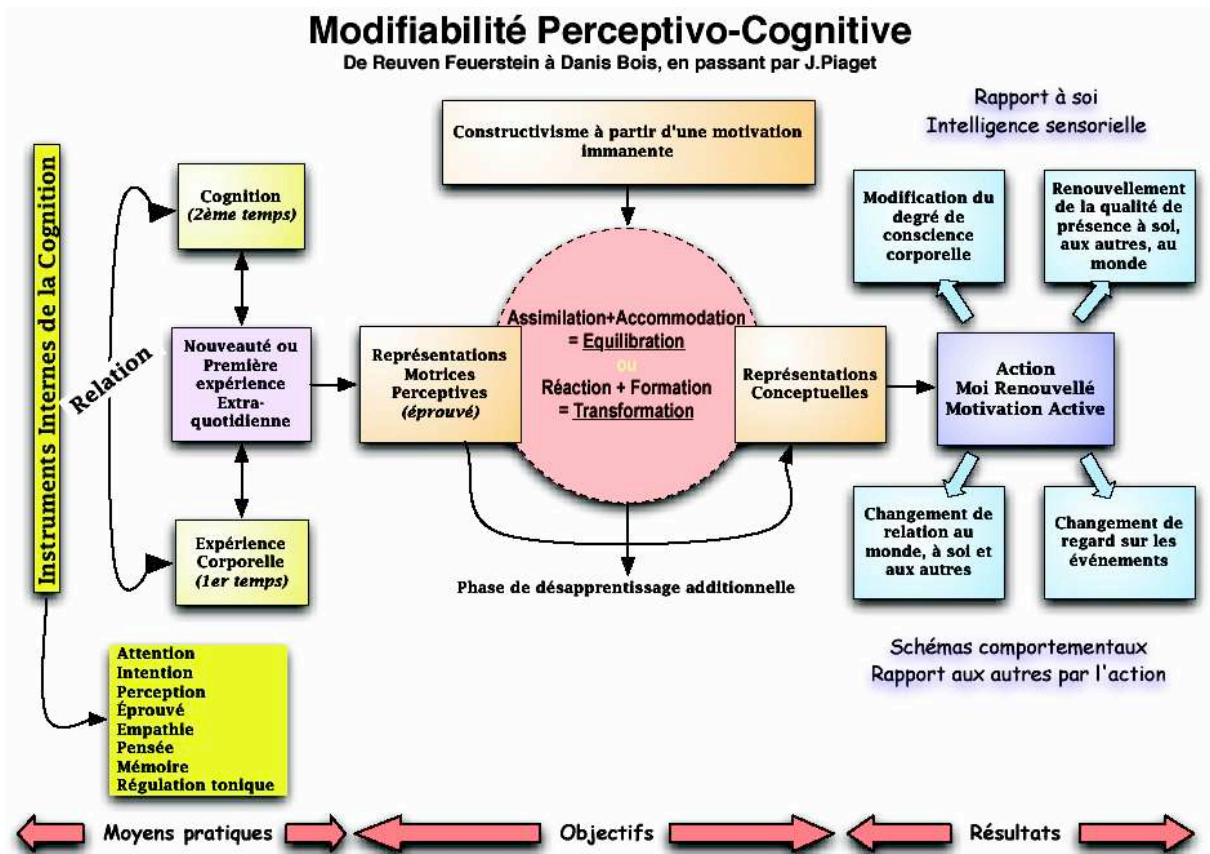 Modifiabilité Perceptivo-Cognitive
De Reuven Feuerstein à Danis Bois, en passant par J.Piaget
Instruments Internes de la Cognition
Relation
Cognition
(2ème temps)
Nouveauté ou
Première
expérience
Extra-
quotidienne
Expérience
Corporelle
(1er temps)
Attention
Intention
Perception
Éprouvé
Empathie
Pensée
Mémoire
Régulation tonique
Constructivisme à partir d'une motivation
immanente
Représentations
Motrices
Perceptives
(éprouvé)
Assimilation+Accommodation
= Equilibration
ou
Réaction + Formation
= Transformation
Représentations
Conceptuelles
Phase de désapprentissage additionnelle
Rapport à soi
Intelligence sensorielle
Modification du
degré de
conscience
corporelle
Renouvellement
de la qualité de
présence à soi,
aux autres, au
monde
Action
Moi Renouvellé
Motivation Active
Changement de
relation au
monde, à soi et
aux autres
Changement de
regard sur les
événements
Schémas comportementaux
Rapport aux autres par l'action
Moyens pratiques
Objectifs
Résultats